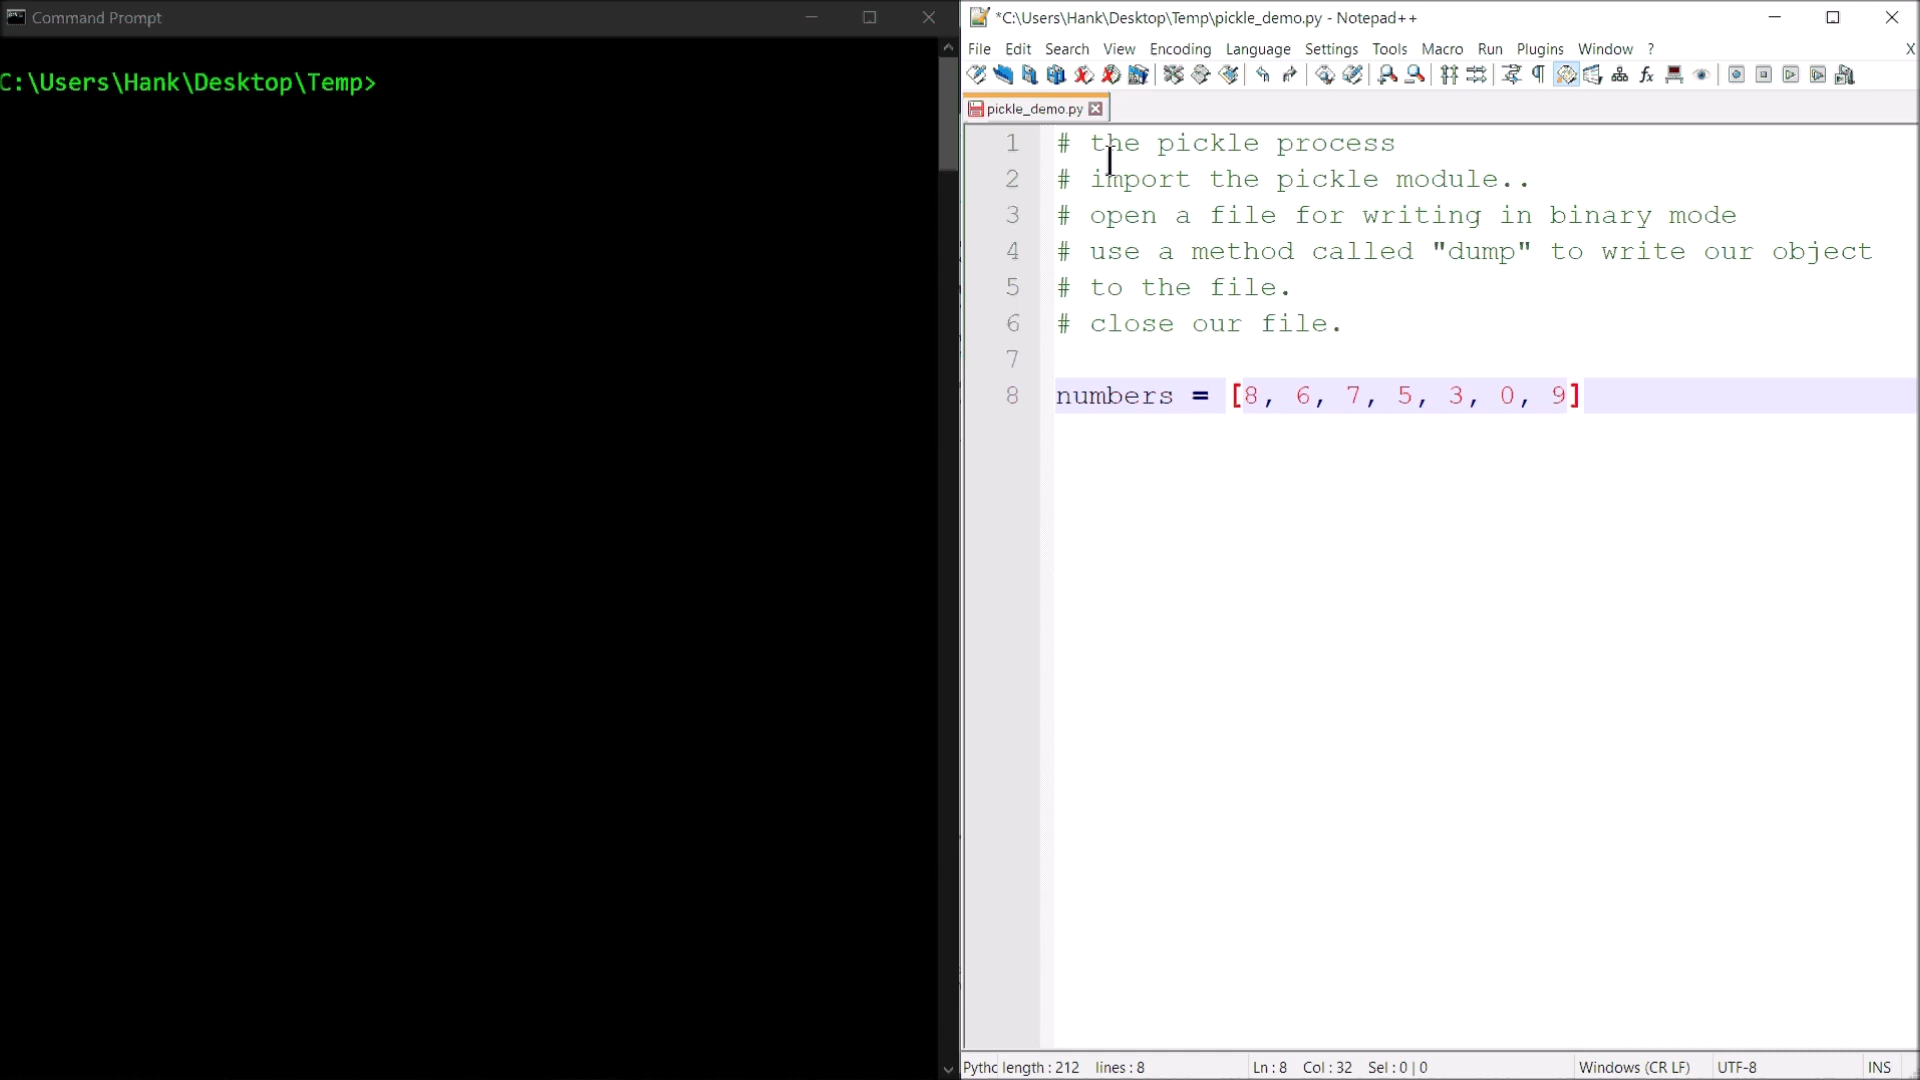 Command Prompt
C:\Users\Hank\Desktop\Temp>
*C:\Users\Hank\Desktop\Temp\pickle_demo.py - Notepad++
File Edit Search View Encoding Language Settings Tools Macro Run Plugins Window ? X
pickle_demo.py
1 # the pickle process
2 # import the pickle module..
3 # open a file for writing in binary mode
4 # use a method called "dump" to write our object
5 # to the file.
6 # close our file.
7
8 numbers = [8, 6, 7, 5, 3, 0, 9]
Pythc length : 212 lines : 8 Ln : 8 Col : 32 Sel : 0 | 0 Windows (CR LF) UTF-8 INS